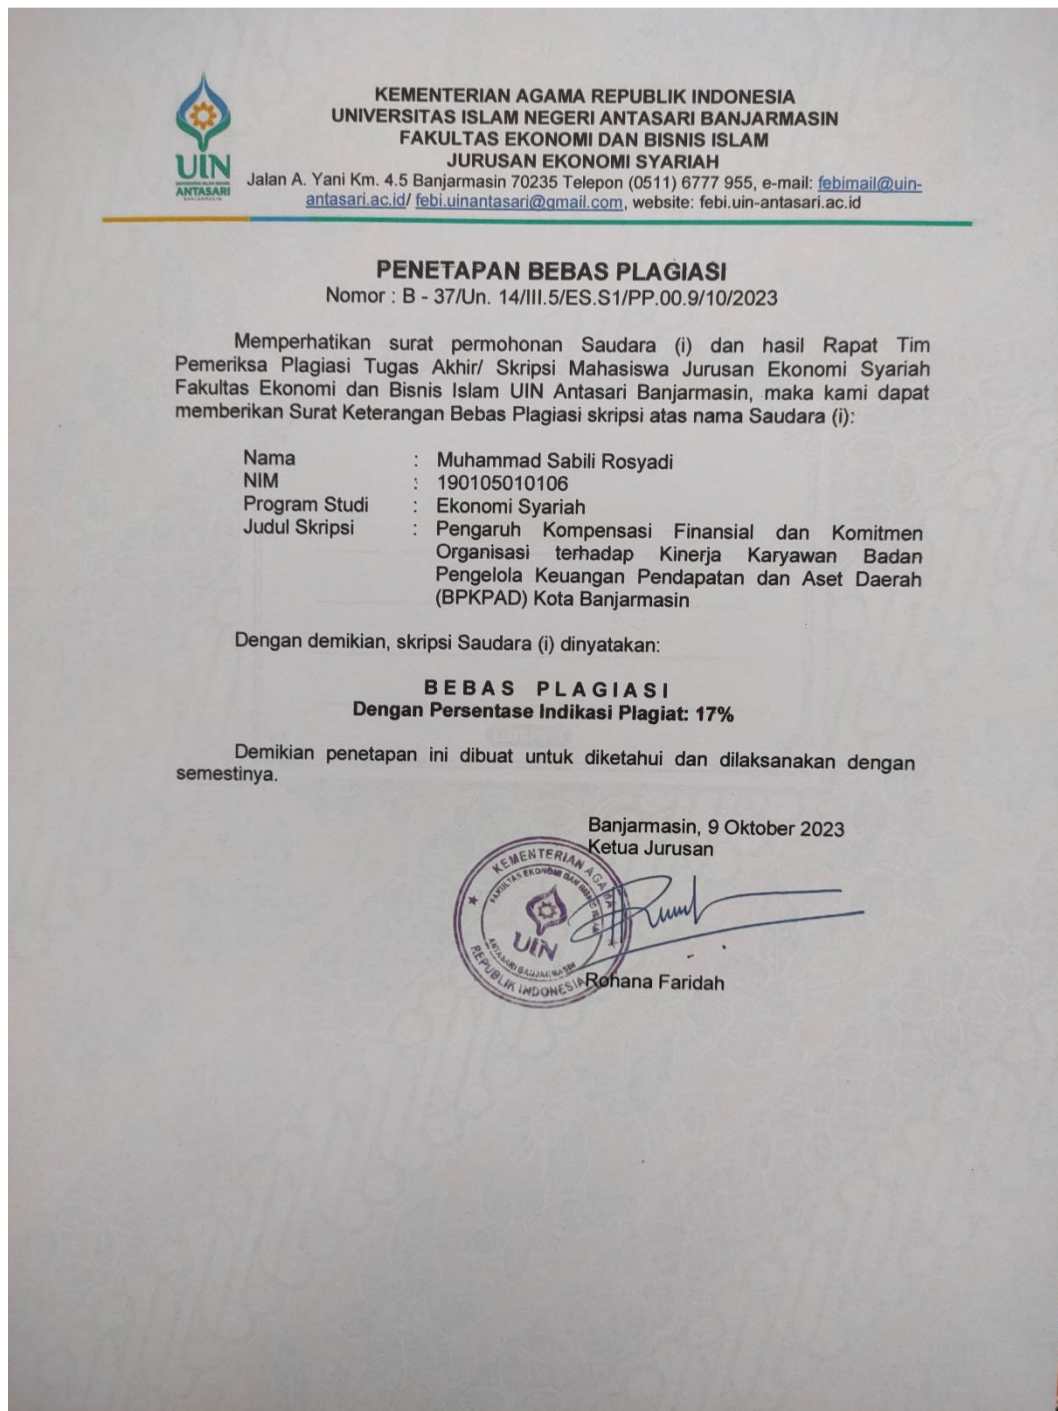 KEMENTERIAN AGAMA REPUBLIK INDONESIA
UNIVERSITAS ISLAM NEGERI ANTASARI BANJARMASIN
FAKULTAS EKONOMI DAN BISNIS ISLAM
JURUSAN EKONOMI SYARIAH
Jalan A. Yani Km. 4.5 Banjarmasin 70235 Telepon (0511) 6777 955, e-mail: febimail@uin-
antasari.ac.id/ febi.uinantasari@gmail.com, website: febi.uin-antasari.ac.id
UIN
ANTASARI
PENETAPAN BEBAS PLAGIASI
Nomor : B - 37/Un. 14/III.5/ES.S1/PP.00.9/10/2023
Memperhatikan surat permohonan Saudara (i) dan hasil Rapat Tim
Pemeriksa Plagiasi Tugas Akhir/ Skripsi Mahasiswa Jurusan Ekonomi Syariah
Fakultas Ekonomi dan Bisnis Islam UIN Antasari Banjarmasin, maka kami dapat
memberikan Surat Keterangan Bebas Plagiasi skripsi atas nama Saudara (i):
Nama : Muhammad Sabili Rosyadi
NIM : 190105010106
Program Studi : Ekonomi Syariah
Judul Skripsi : Pengaruh Kompensasi Finansial dan Komitmen
Organisasi terhadap Kinerja Karyawan Badan
Pengelola Keuangan Pendapatan dan Aset Daerah
(BPKPAD) Kota Banjarmasin
Dengan demikian, skripsi Saudara (i) dinyatakan:
BEBAS PLAGIASI
Dengan Persentase Indikasi Plagiat: 17%
Demikian penetapan ini dibuat untuk diketahui dan dilaksanakan dengan
semestinya.
Banjarmasin, 9 Oktober 2023
Ketua Jurusan
KEMENTERIAN AGAMA
FAKULTAS EKONOMI DAN BISNIS ISLAM
UIN
ANTASARI BANJARMASIN
REPUBLIK INDONESIA
Rohana Faridah